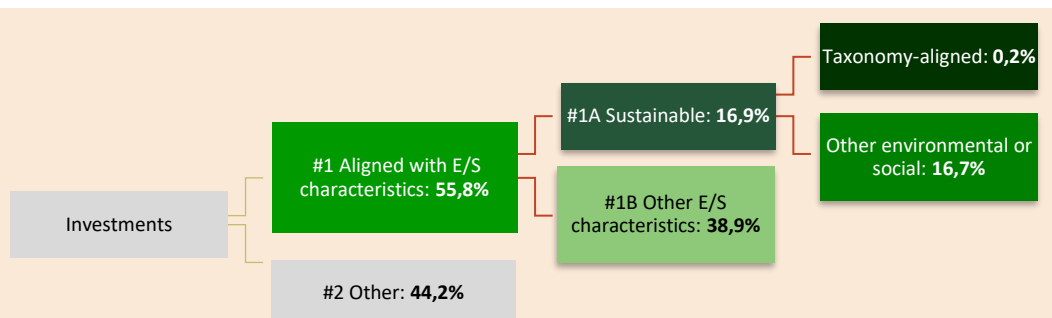 Taxonomy-aligned: 0,2%
#1A Sustainable: 16,9%
Other environmental or
social: 16,7%
#1 Aligned with E/S
characteristics: 55,8%
#1B Other E/S
characteristics: 38,9%
Investments
#2 Other: 44,2%